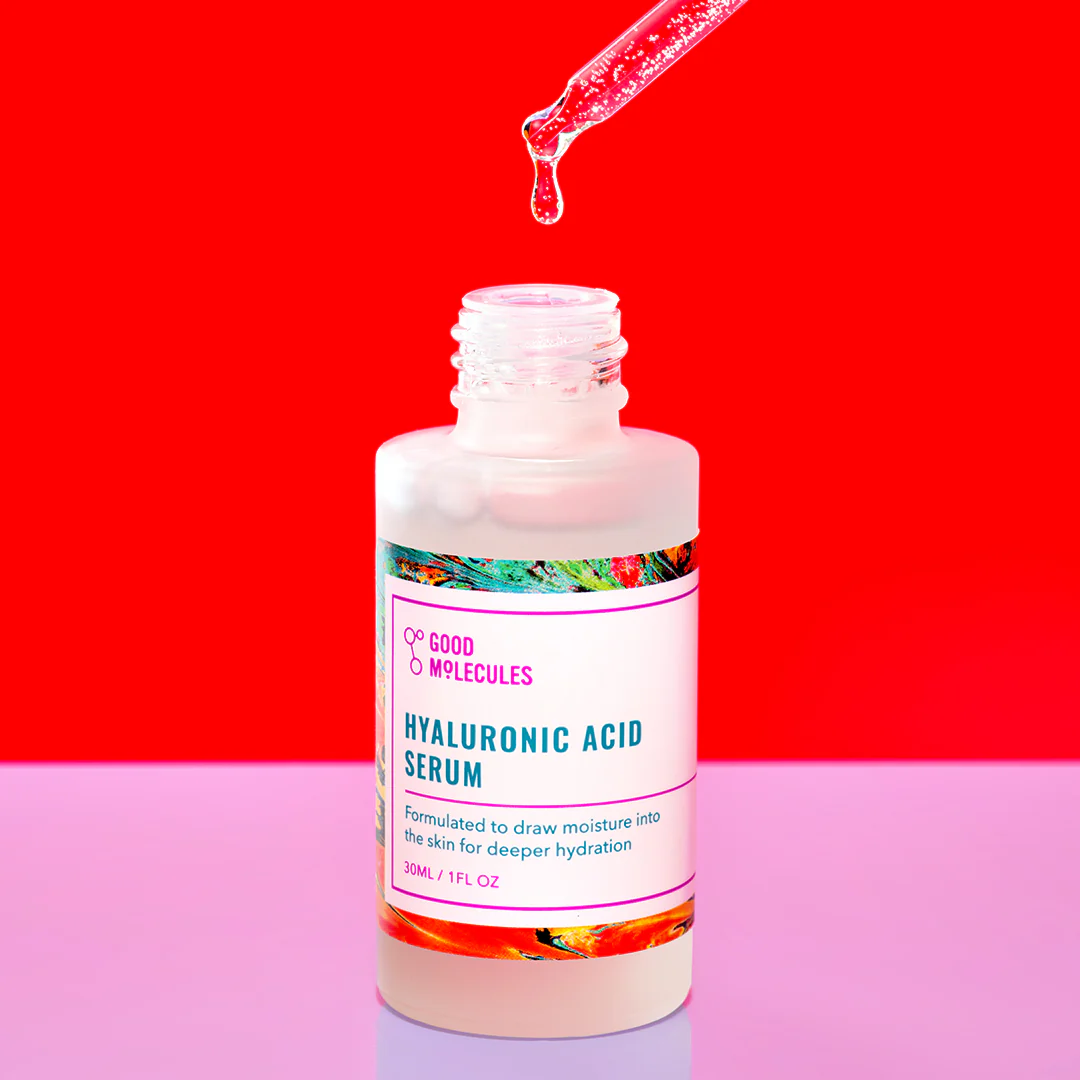 GOOD
MOLECULES
HYALURONIC ACID
SERUM
Formulated to draw moisture into
the skin for deeper hydration
30ML / 1FL OZ